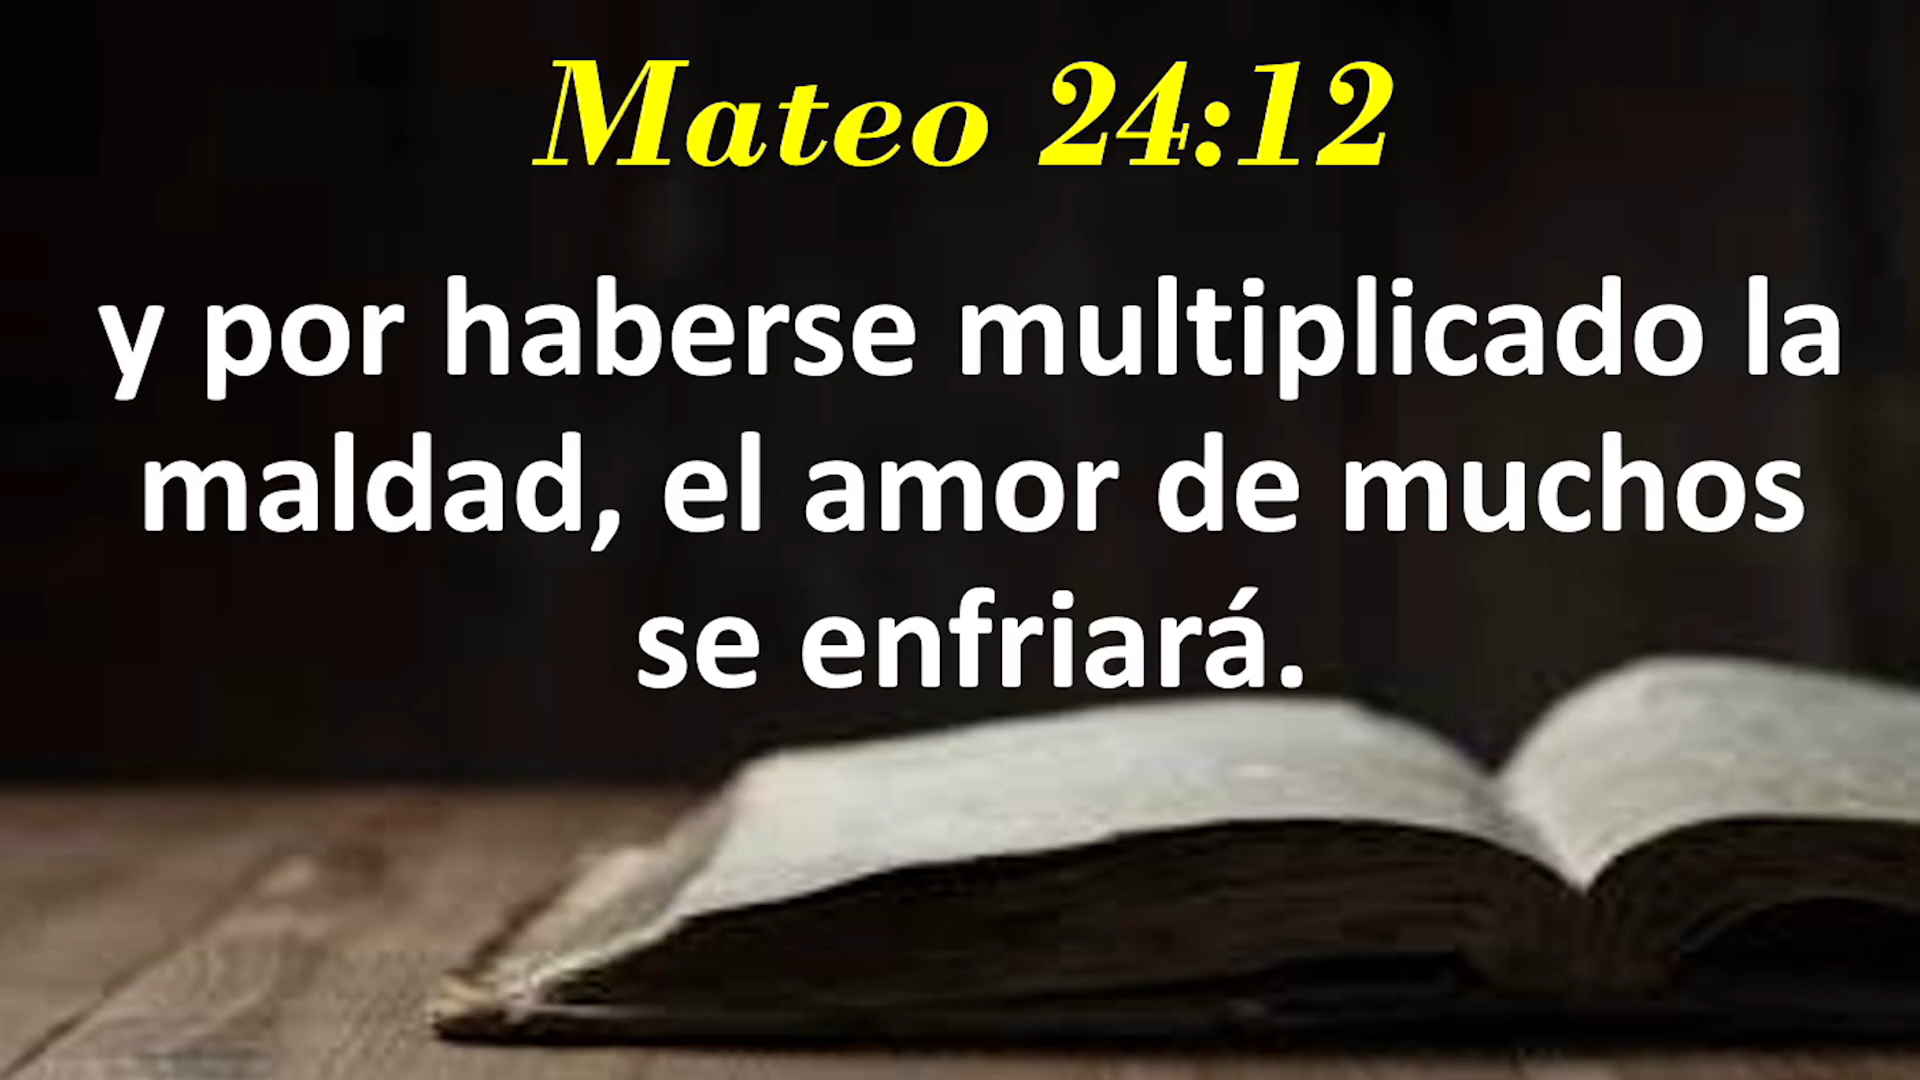 Mateo 24:12
y por haberse multiplicado la
maldad, el amor de muchos
se enfriará.